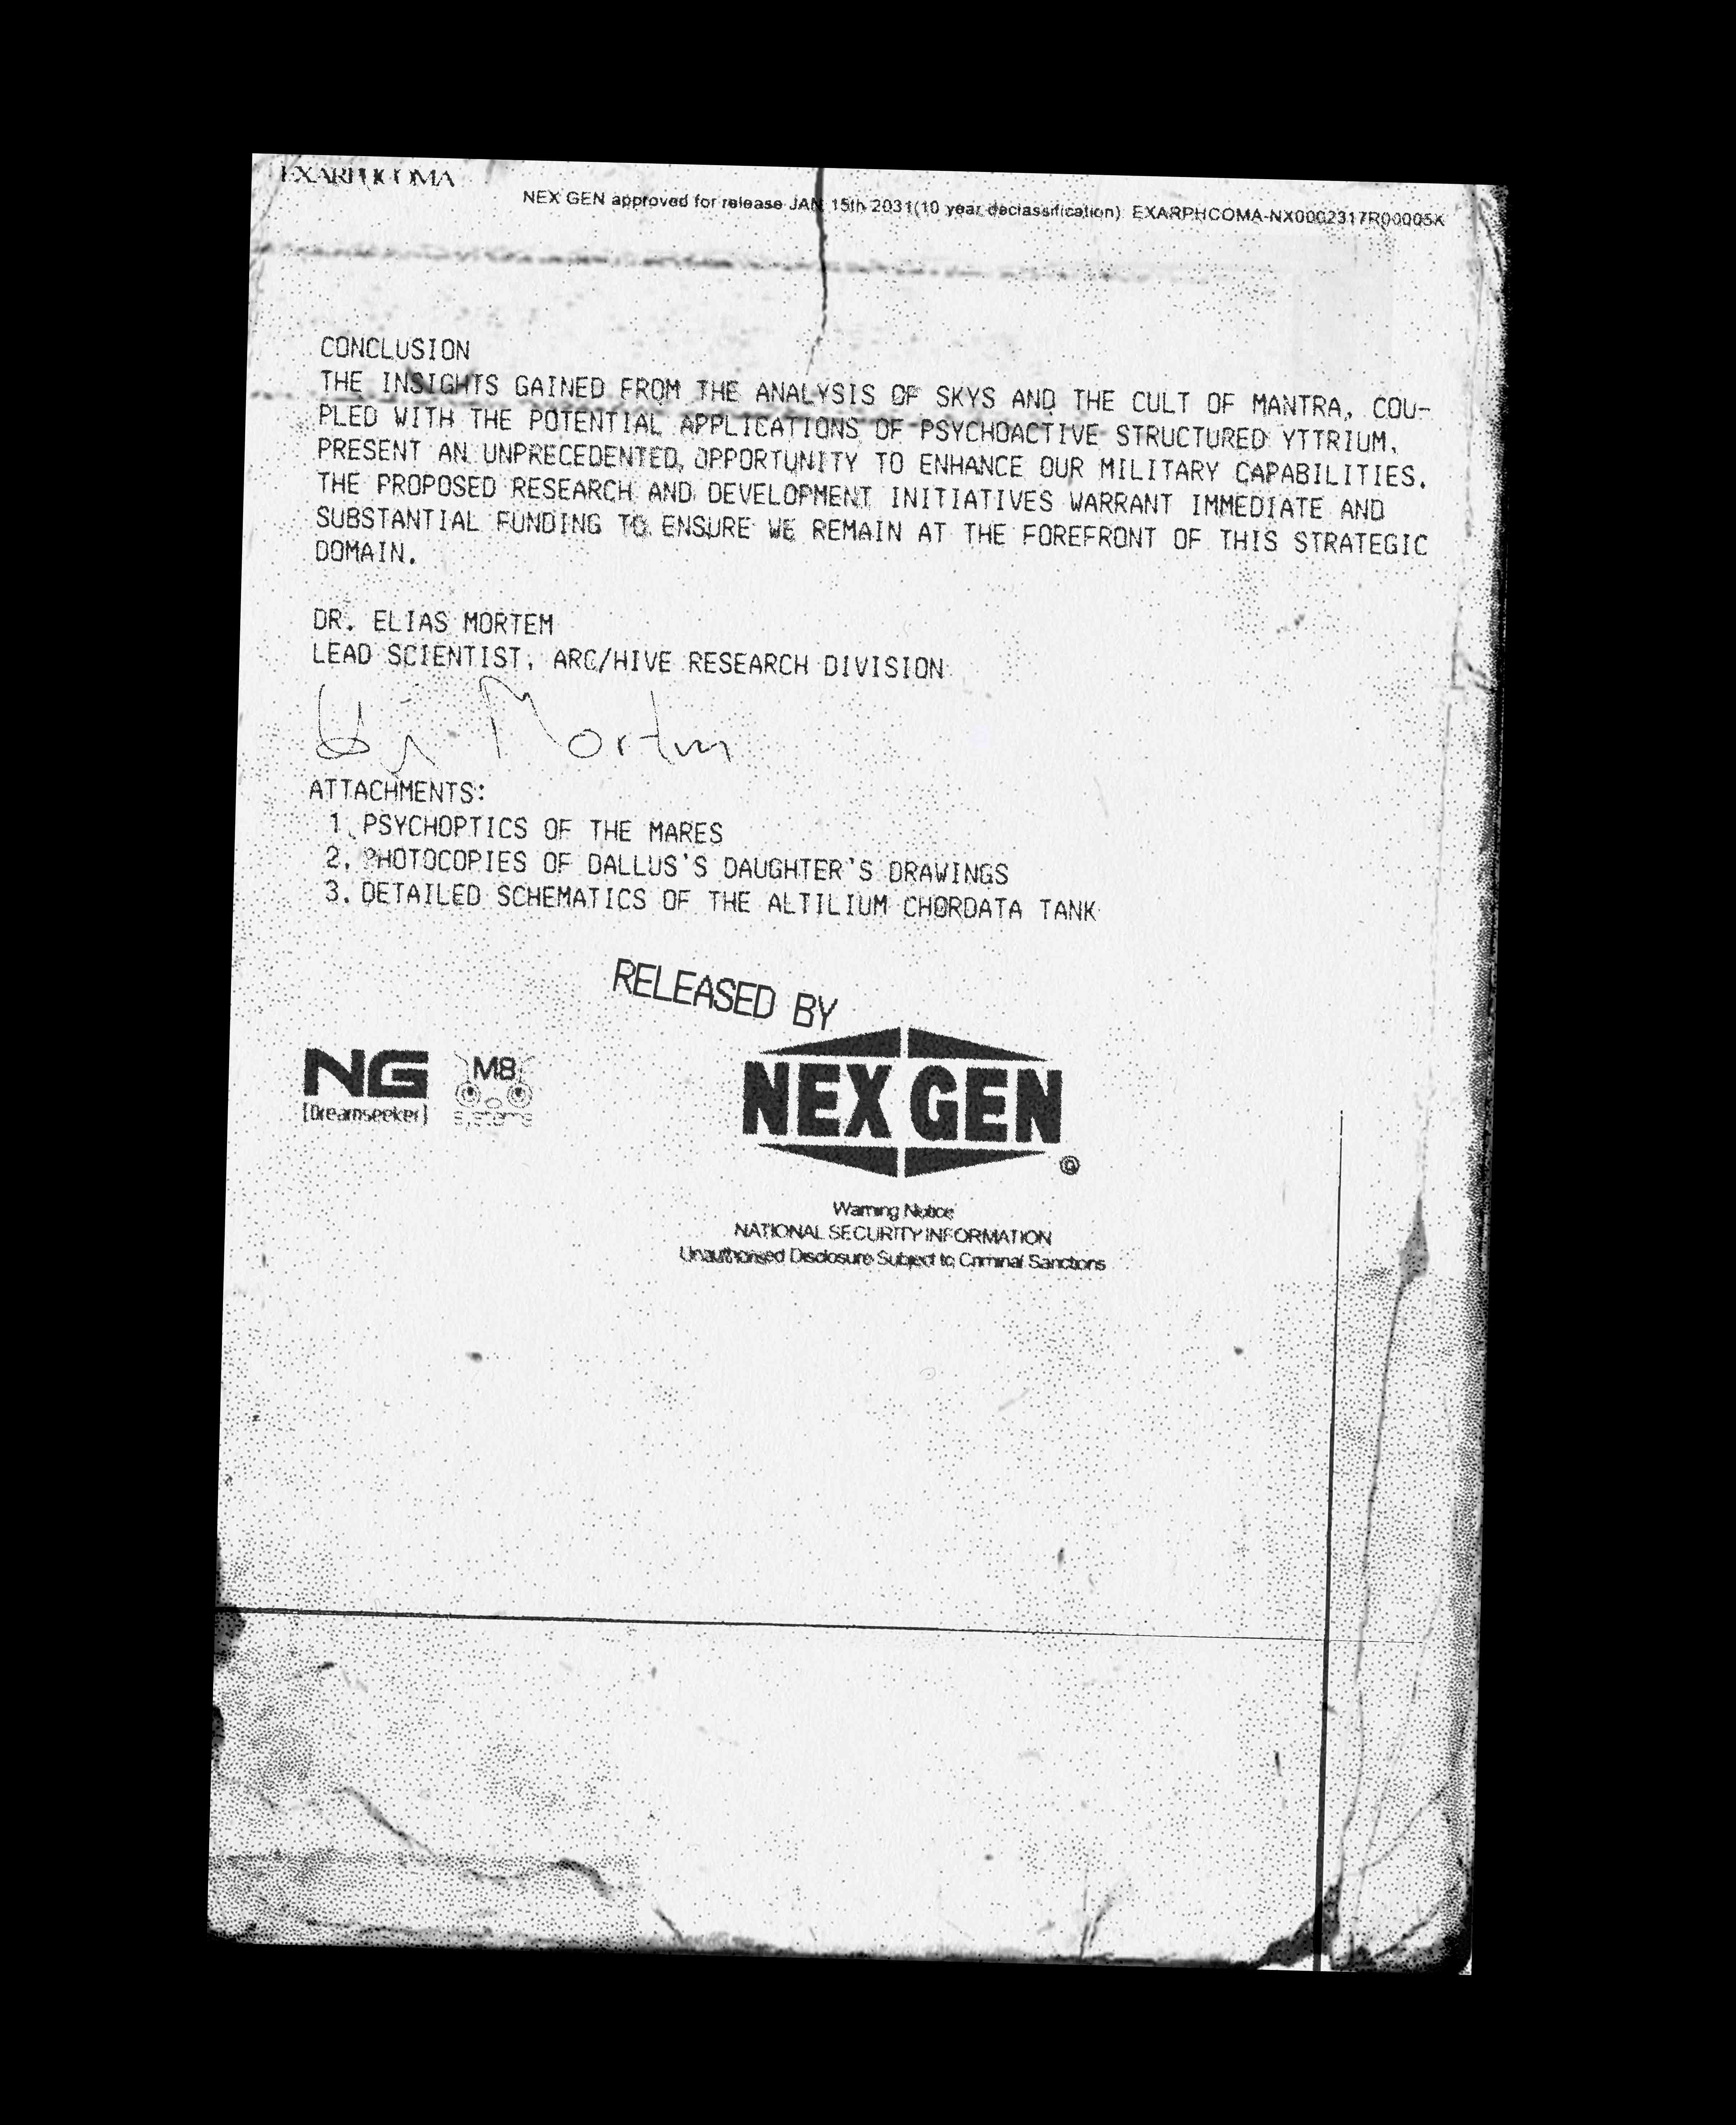 EXARPHCOMA
NEX GEN approved for release JAN 15th 2031(10 year declassification): EXARPHCOMA-NX0002317R00005K
CONCLUSION
THE INSIGHTS GAINED FROM THE ANALYSIS OF SKYS AND THE CULT OF MANTRA, COU-
PLED WITH THE POTENTIAL APPLICATIONS OF PSYCHOACTIVE STRUCTURED YTTRIUM,
PRESENT AN UNPRECEDENTED OPPORTUNITY TO ENHANCE OUR MILITARY CAPABILITIES.
THE PROPOSED RESEARCH AND DEVELOPMENT INITIATIVES WARRANT IMMEDIATE AND
SUBSTANTIAL FUNDING TO ENSURE WE REMAIN AT THE FOREFRONT OF THIS STRATEGIC
DOMAIN.
DR. ELIAS MORTEM
LEAD SCIENTIST, ARC/HIVE RESEARCH DIVISION
Mortem
ATTACHMENTS:
1. PSYCHOPTICS OF THE MARES
2. PHOTOCOPIES OF DALLUS'S DAUGHTER'S DRAWINGS
3. DETAILED SCHEMATICS OF THE ALTILIUM CHORDATA TANK
RELEASED BY
NEX GEN ®
NG M8
[Dreamseeker] systems
Warning Notice
NATIONAL SECURITY INFORMATION
Unauthorised Disclosure Subject to Criminal Sanctions